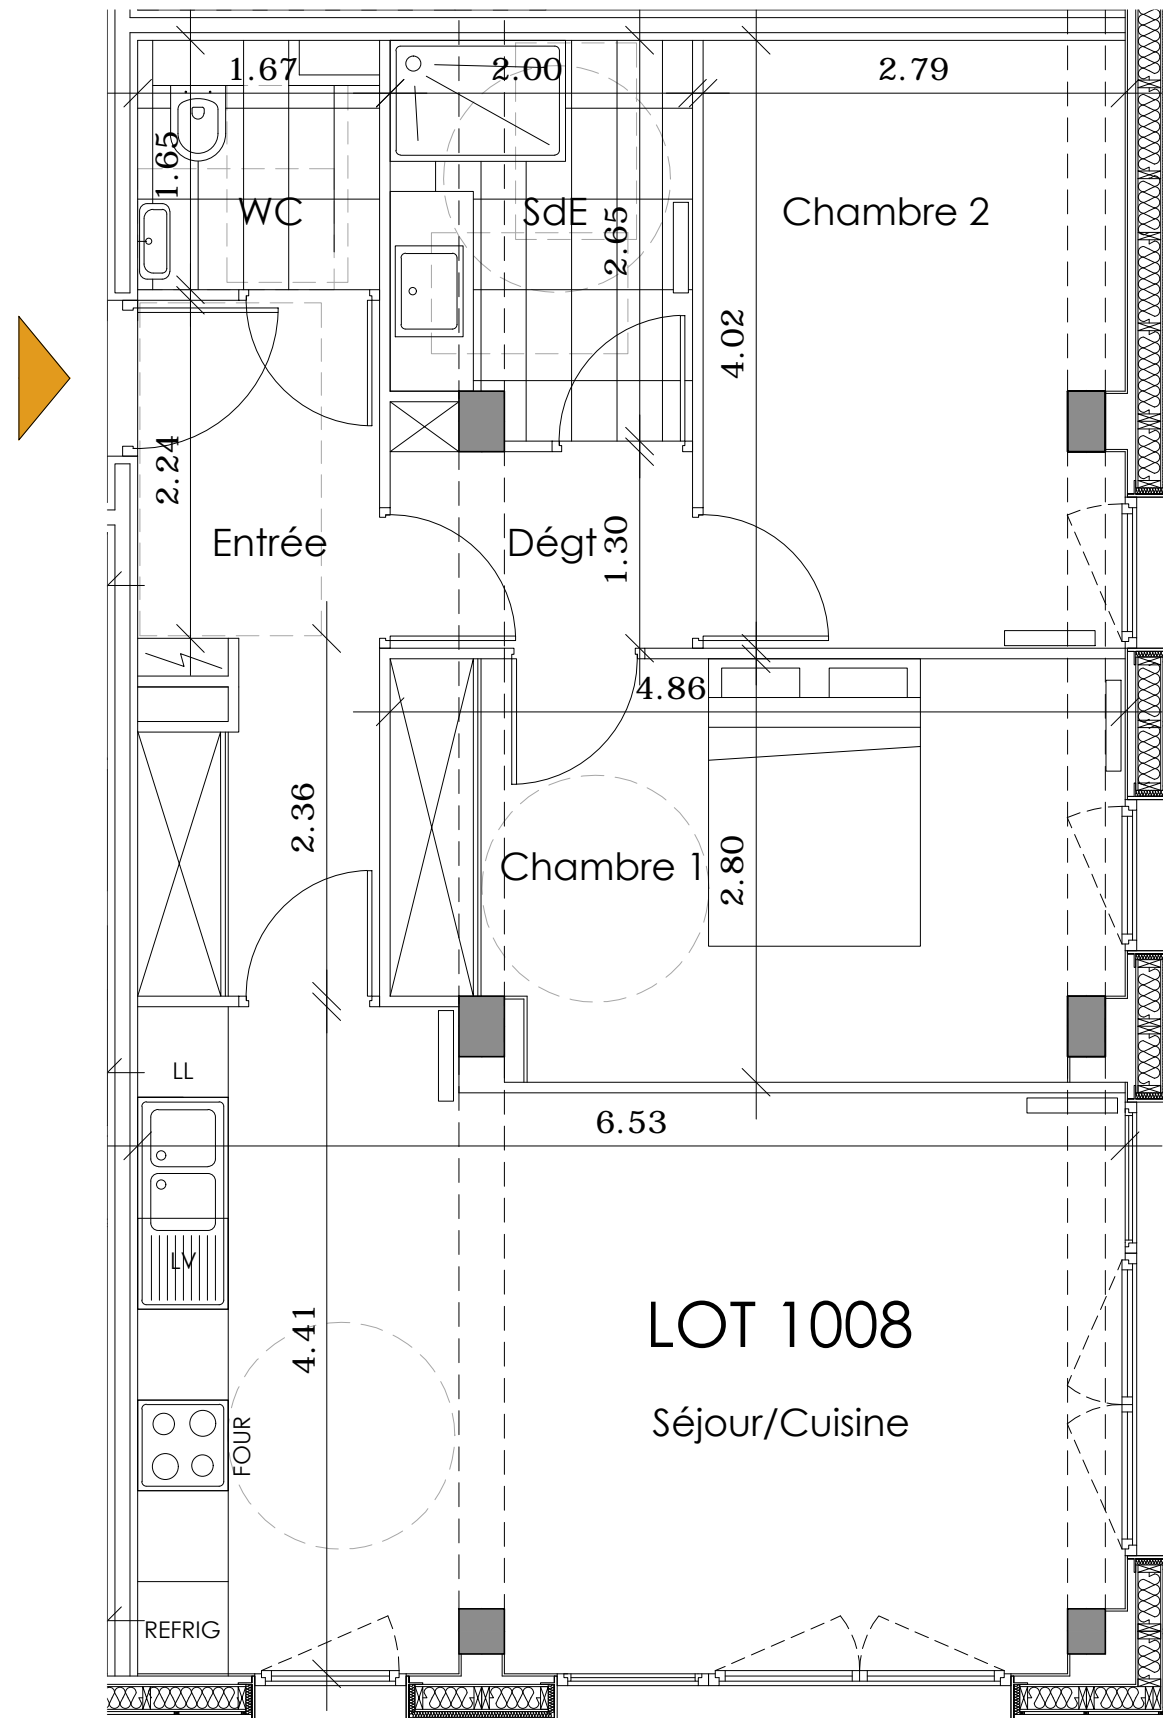 1.67
2.00
2.79
1.65
WC
SdE
2.65
Chambre 2
4.02
2.24
Entrée
Dégt
1.30
4.86
2.36
Chambre 1
2.80
LL
6.53
LV
4.41
LOT 1008
Séjour/Cuisine
FOUR
REFRIG